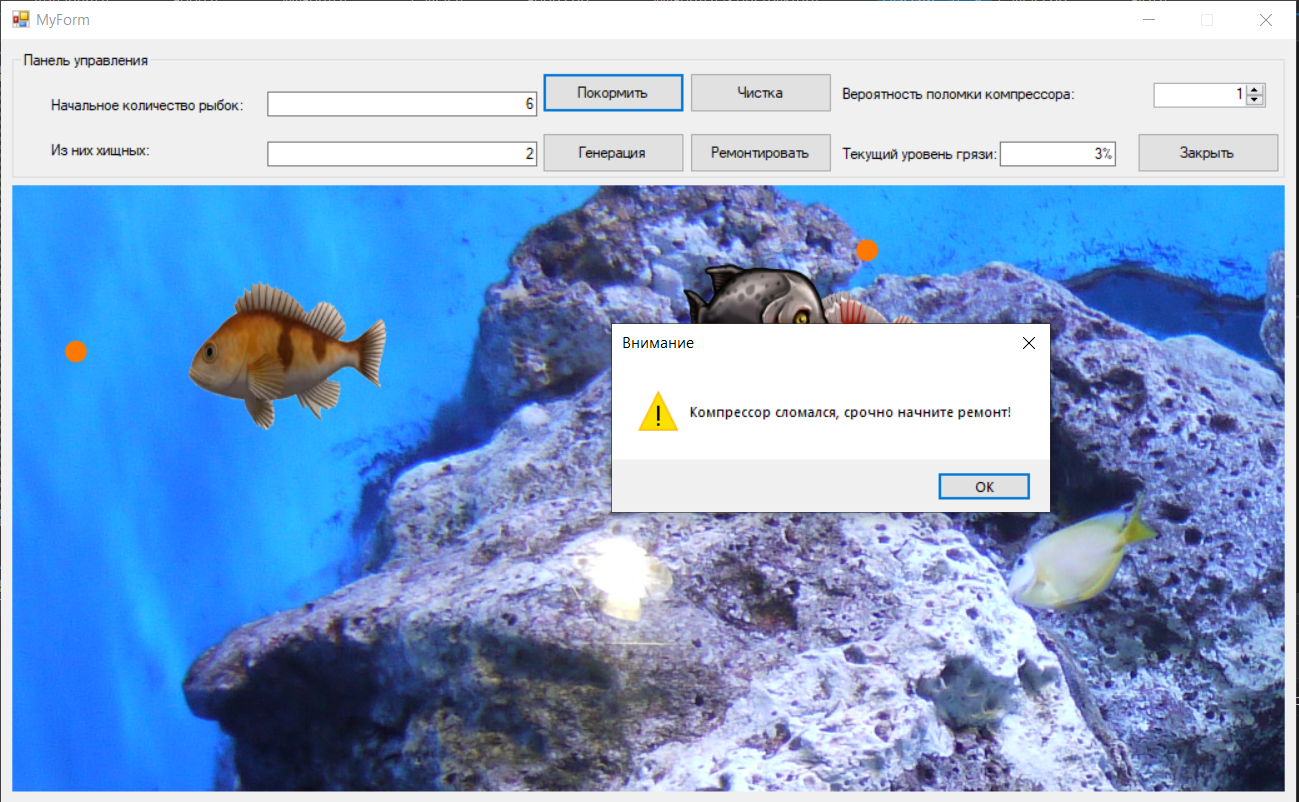 MyForm
Панель управления
Начальное количество рыбок: 6 Покормить Чистка Вероятность поломки компрессора: 1
Из них хищных: 2 Генерация Ремонтировать Текущий уровень грязи: 3% Закрыть
Внимание
Компрессор сломался, срочно начните ремонт!
OK